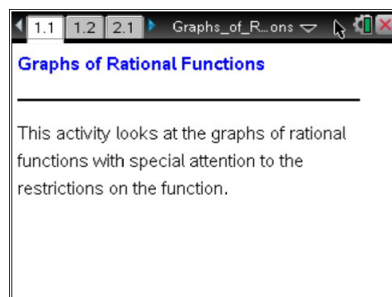 1.1 1.2 2.1 Graphs_of_R...ons
Graphs of Rational Functions
This activity looks at the graphs of rational
functions with special attention to the
restrictions on the function.